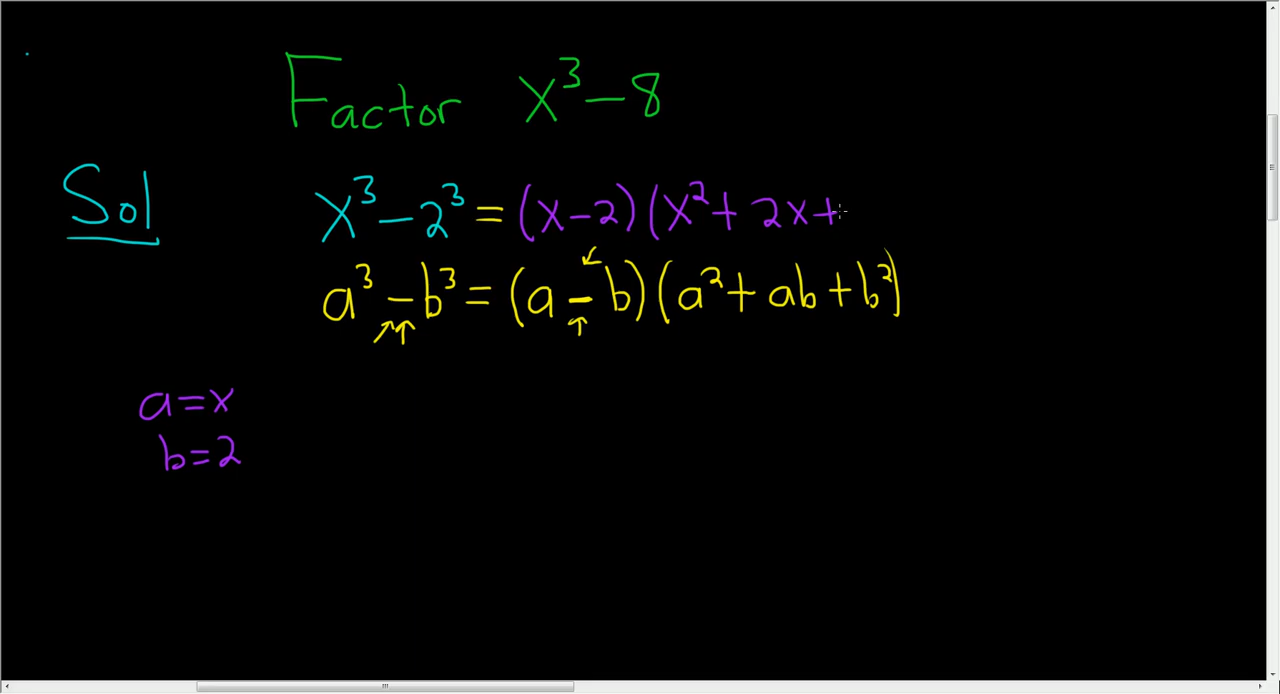 Factor x³ − 8
Sol
x³ − 2³ = (x − 2)(x² + 2x +
a³ − b³ = (a − b)(a² + ab + b²)
a = x
b = 2